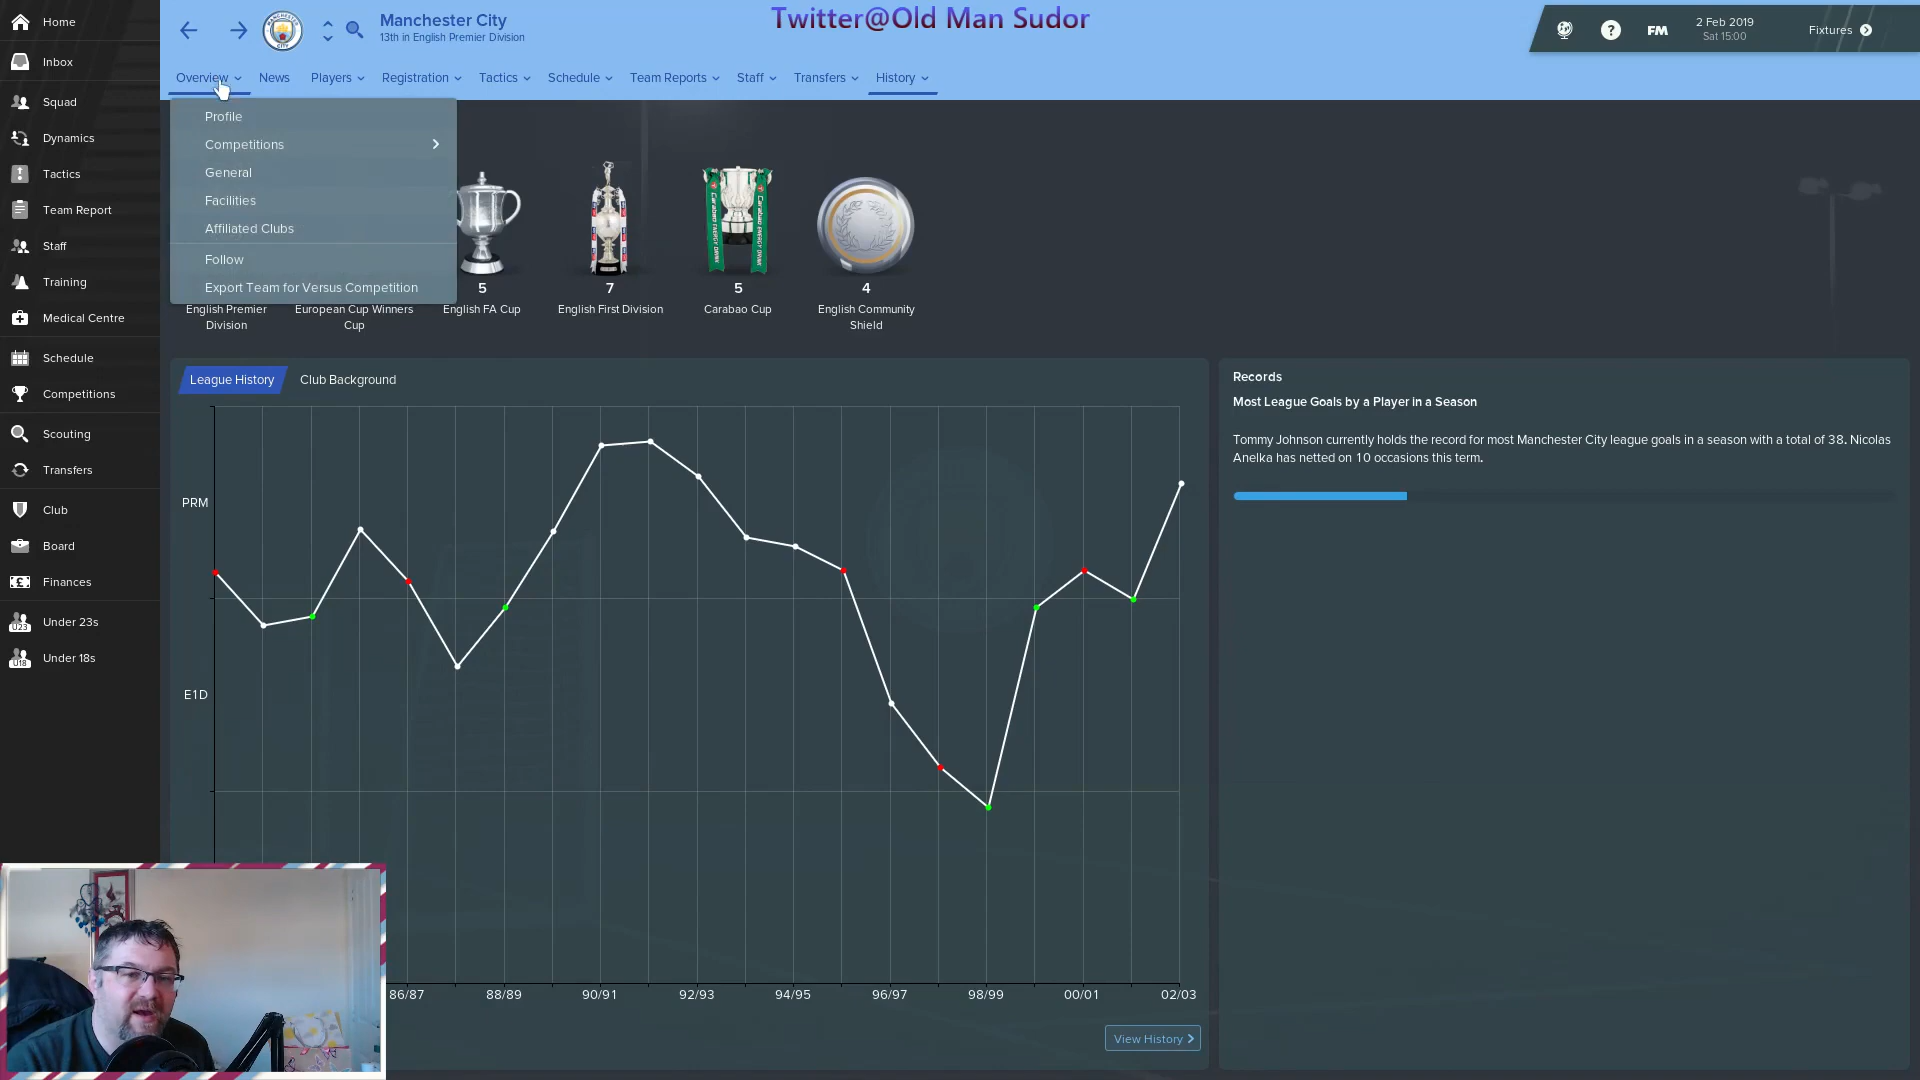 Home
Inbox
Squad
Dynamics
Tactics
Team Report
Staff
Training
Medical Centre
Schedule
Competitions
Scouting
Transfers
Club
Board
Finances
U23
Under 23s
U18
Under 18s
Manchester City
13th in English Premier Division
Twitter@Old Man Sudor
?
FM
2 Feb 2019
Sat 15:00
Fixtures
Overview
News
Players
Registration
Tactics
Schedule
Team Reports
Staff
Transfers
History
Profile
Competitions
General
Facilities
Affiliated Clubs
Follow
Export Team for Versus Competition
5
7
5
4
English Premier Division
European Cup Winners Cup
English FA Cup
English First Division
Carabao Cup
English Community Shield
League History
Club Background
PRM
E1D
86/87
88/89
90/91
92/93
94/95
96/97
98/99
00/01
02/03
View History
Records
Most League Goals by a Player in a Season
Tommy Johnson currently holds the record for most Manchester City league goals in a season with a total of 38. Nicolas
Anelka has netted on 10 occasions this term.